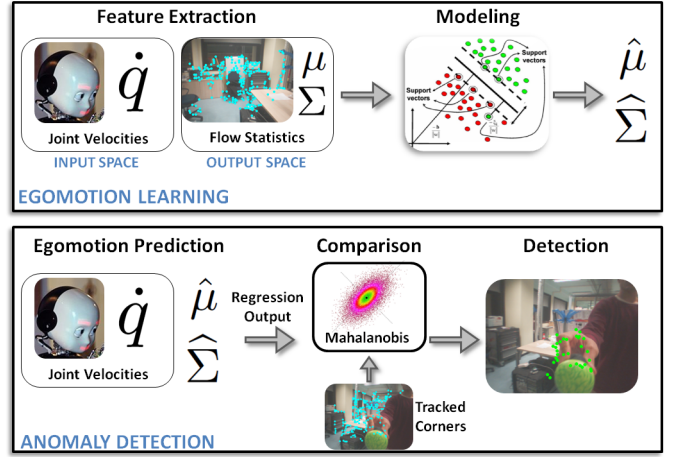 Feature Extraction
Modeling
q̇
μ
Σ
Joint Velocities
Flow Statistics
INPUT SPACE
OUTPUT SPACE
Support
vectors
Support
vectors
μ̂
Σ̂
EGOMOTION LEARNING
Egomotion Prediction
Comparison
Detection
q̇
Joint Velocities
μ̂
Σ̂
Regression
Output
Mahalanobis
Tracked
Corners
ANOMALY DETECTION